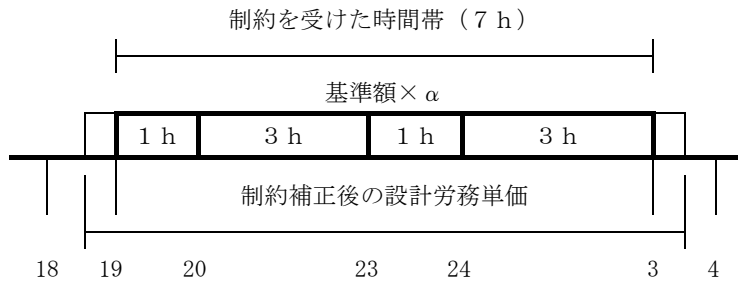 制約を受けた時間帯（７ｈ）
基準額×α
１ｈ ３ｈ １ｈ ３ｈ
制約補正後の設計労務単価
18 19 20 23 24 3 4